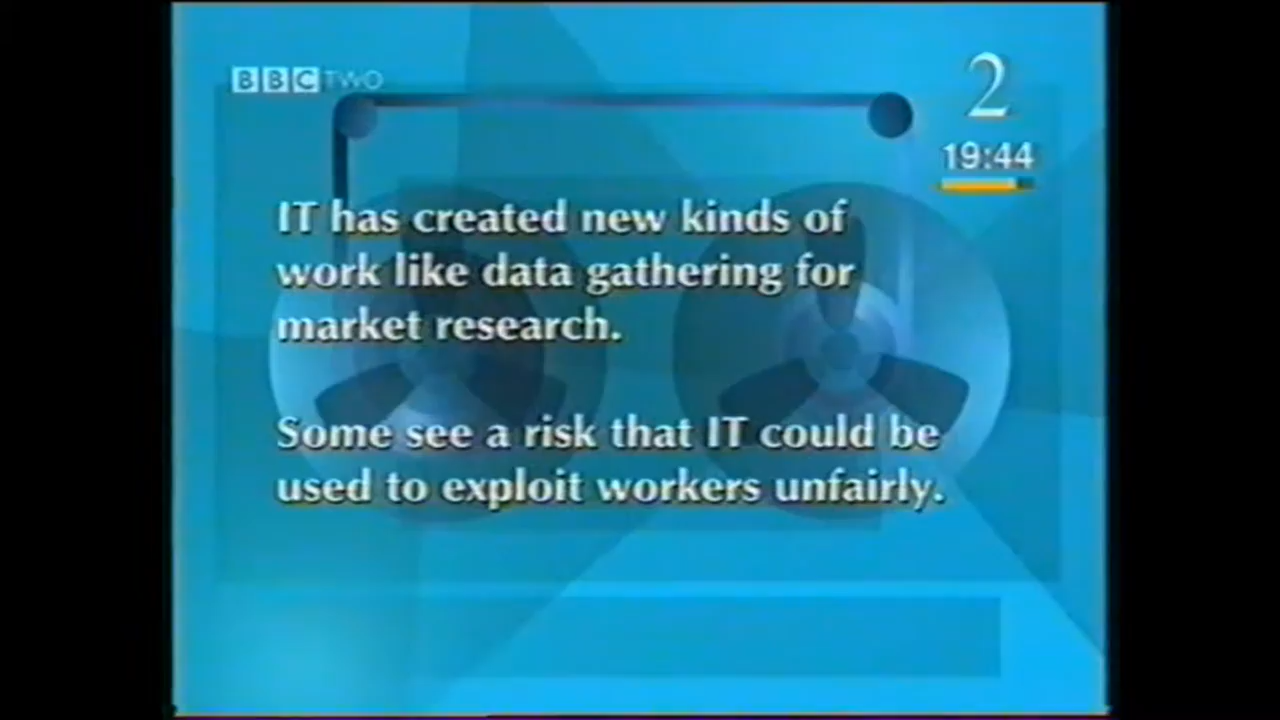 BBC TWO
2
19:44
IT has created new kinds of
work like data gathering for
market research.
Some see a risk that IT could be
used to exploit workers unfairly.